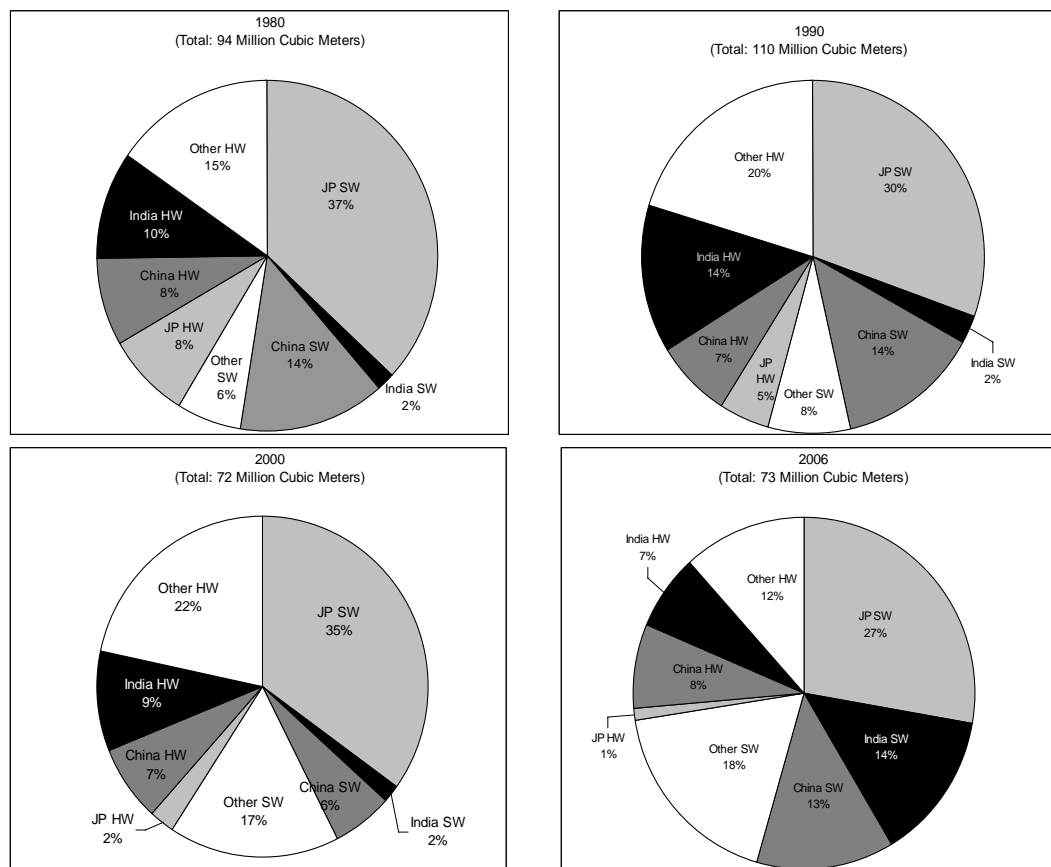 1980
(Total: 94 Million Cubic Meters)
Other HW
15%
JP SW
37%
India HW
10%
China HW
8%
JP HW
8%
Other
SW
6%
China SW
14%
India SW
2%
1990
(Total: 110 Million Cubic Meters)
Other HW
20%
JP SW
30%
India HW
14%
China HW
7%
JP
HW
5%
Other SW
8%
China SW
14%
India SW
2%
2000
(Total: 72 Million Cubic Meters)
Other HW
22%
JP SW
35%
India HW
9%
China HW
7%
JP HW
2%
Other SW
17%
China SW
6%
India SW
2%
2006
(Total: 73 Million Cubic Meters)
India HW
7%
Other HW
12%
JP SW
27%
China HW
8%
JP HW
1%
Other SW
18%
China SW
13%
India SW
14%